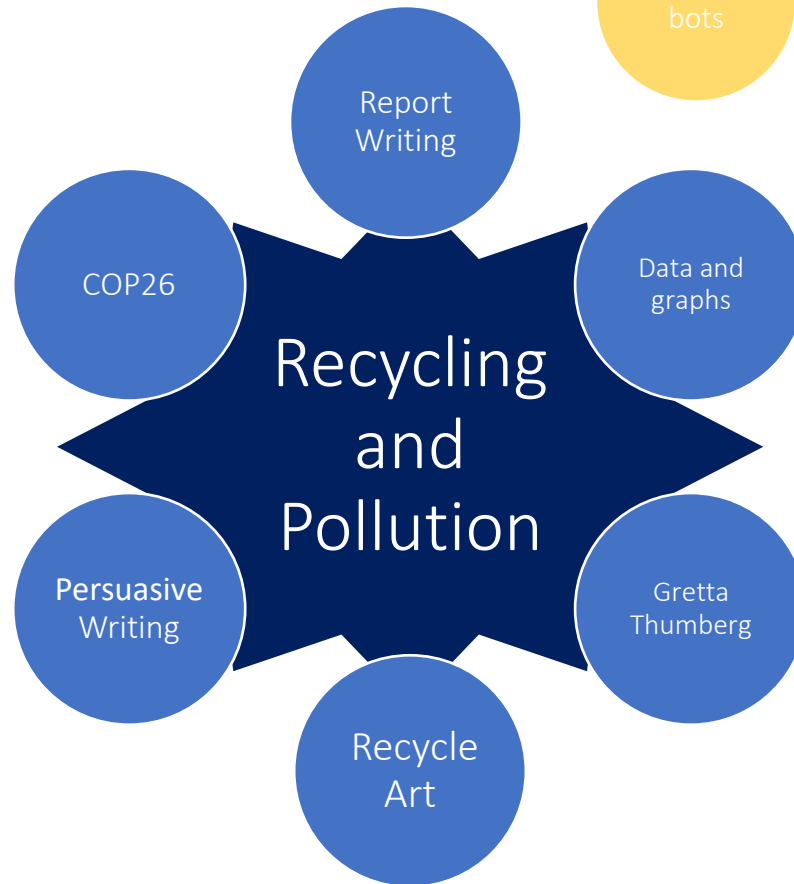 bots
Report
Writing
COP26
Data and
graphs
Recycling
and
Pollution
Persuasive
Writing
Gretta
Thumberg
Recycle
Art